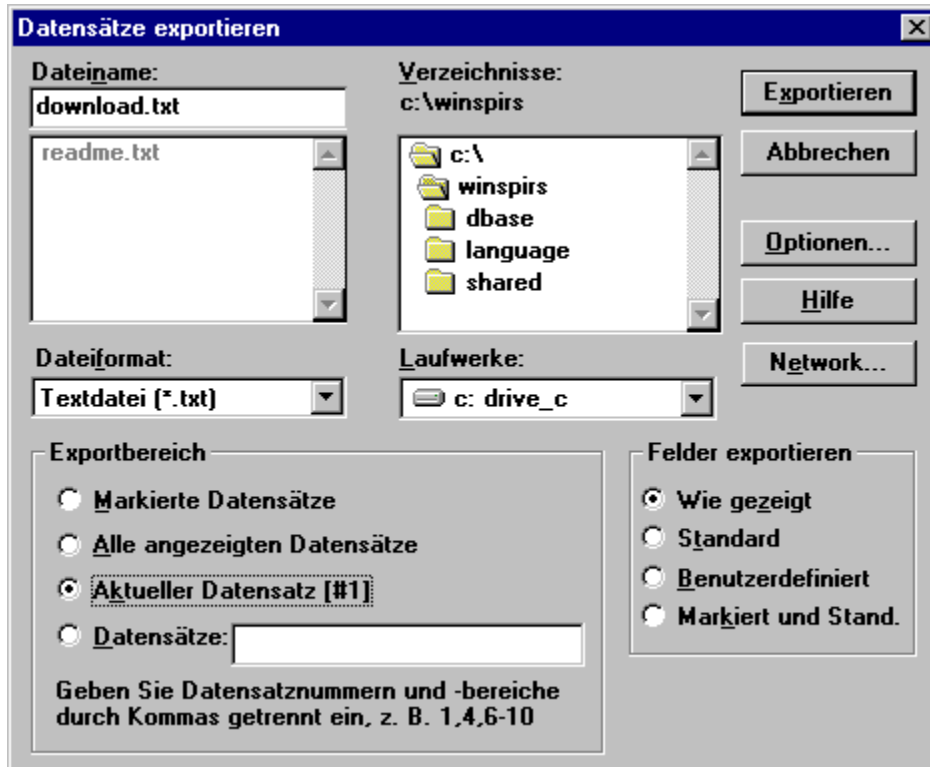 Datensätze exportieren
Dateiname:
download.txt
readme.txt
Dateiformat:
Textdatei (*.txt)
Verzeichnisse:
c:\winspirs
c:\
winspirs
dbase
language
shared
Laufwerke:
c: drive_c
Exportieren
Abbrechen
Optionen...
Hilfe
Network...
Exportbereich
Markierte Datensätze
Alle angezeigten Datensätze
Aktueller Datensatz [#1]
Datensätze:
Geben Sie Datensatznummern und -bereiche
durch Kommas getrennt ein, z. B. 1,4,6-10
Felder exportieren
Wie gezeigt
Standard
Benutzerdefiniert
Markiert und Stand.